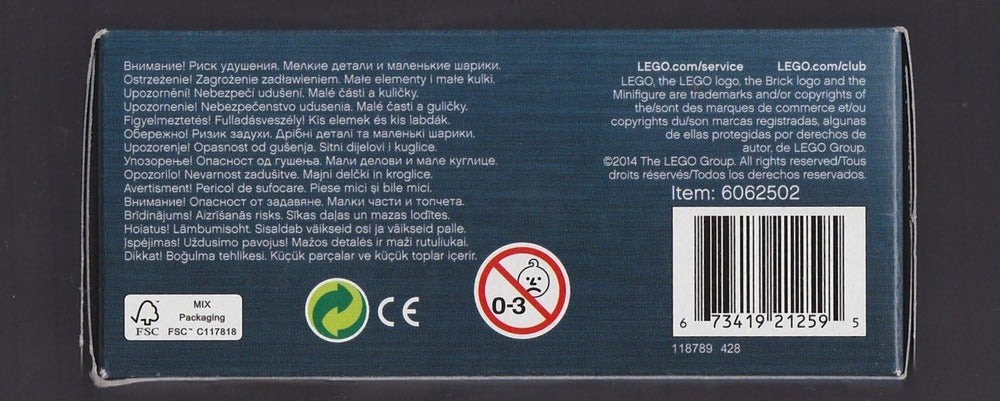 Внимание! Риск удушения. Мелкие детали и маленькие шарики.
Ostrzeżenie! Zagrożenie zadławieniem. Małe elementy i małe kulki.
Upozornění! Nebezpečí udušení. Malé části a kuličky.
Upozornenie! Nebezpečenstvo udusenia. Malé časti a guličky.
Figyelmeztetés! Fulladásveszély! Kis elemek és kis labdák.
Обережно! Ризик задухи. Дрібні деталі та маленькі шарики.
Upozorenje! Opasnost od gušenja. Sitni dijelovi i kuglice.
Упозорење! Опасност од гушења. Мали делови и мале куглице.
Opozorilo! Nevarnost zadušitve. Majhni delčki in kroglice.
Avertisment! Pericol de sufocare. Piese mici şi bile mici.
Внимание! Опасност от задавяне. Малки части и топчета.
Brīdinājums! Aizrīšanās risks. Sīkas daļas un mazas lodītes.
Hoiatus! Lämbumisoht. Sisaldab väikseid osi ja väikseid palle.
Įspėjimas! Uždusimo pavojus! Mažos detalės ir maži rutuliukai.
Dikkat! Boğulma tehlikesi. Küçük parçalar ve küçük toplar içerir.
LEGO.com/service LEGO.com/club
LEGO, the LEGO logo, the Brick logo and the
Minifigure are trademarks and/or copyrights of
the/sont des marques de commerce et/ou
copyrights du/son marcas registradas, algunas
de ellas protegidas por derechos de
autor, de LEGO Group.
©2014 The LEGO Group. All rights reserved/Tous
droits réservés/Todos los derechos reservados.
Item: 6062502
6 73419 21259 5
118789 428
FSC
MIX
Packaging
FSC™ C117818
CE
0-3